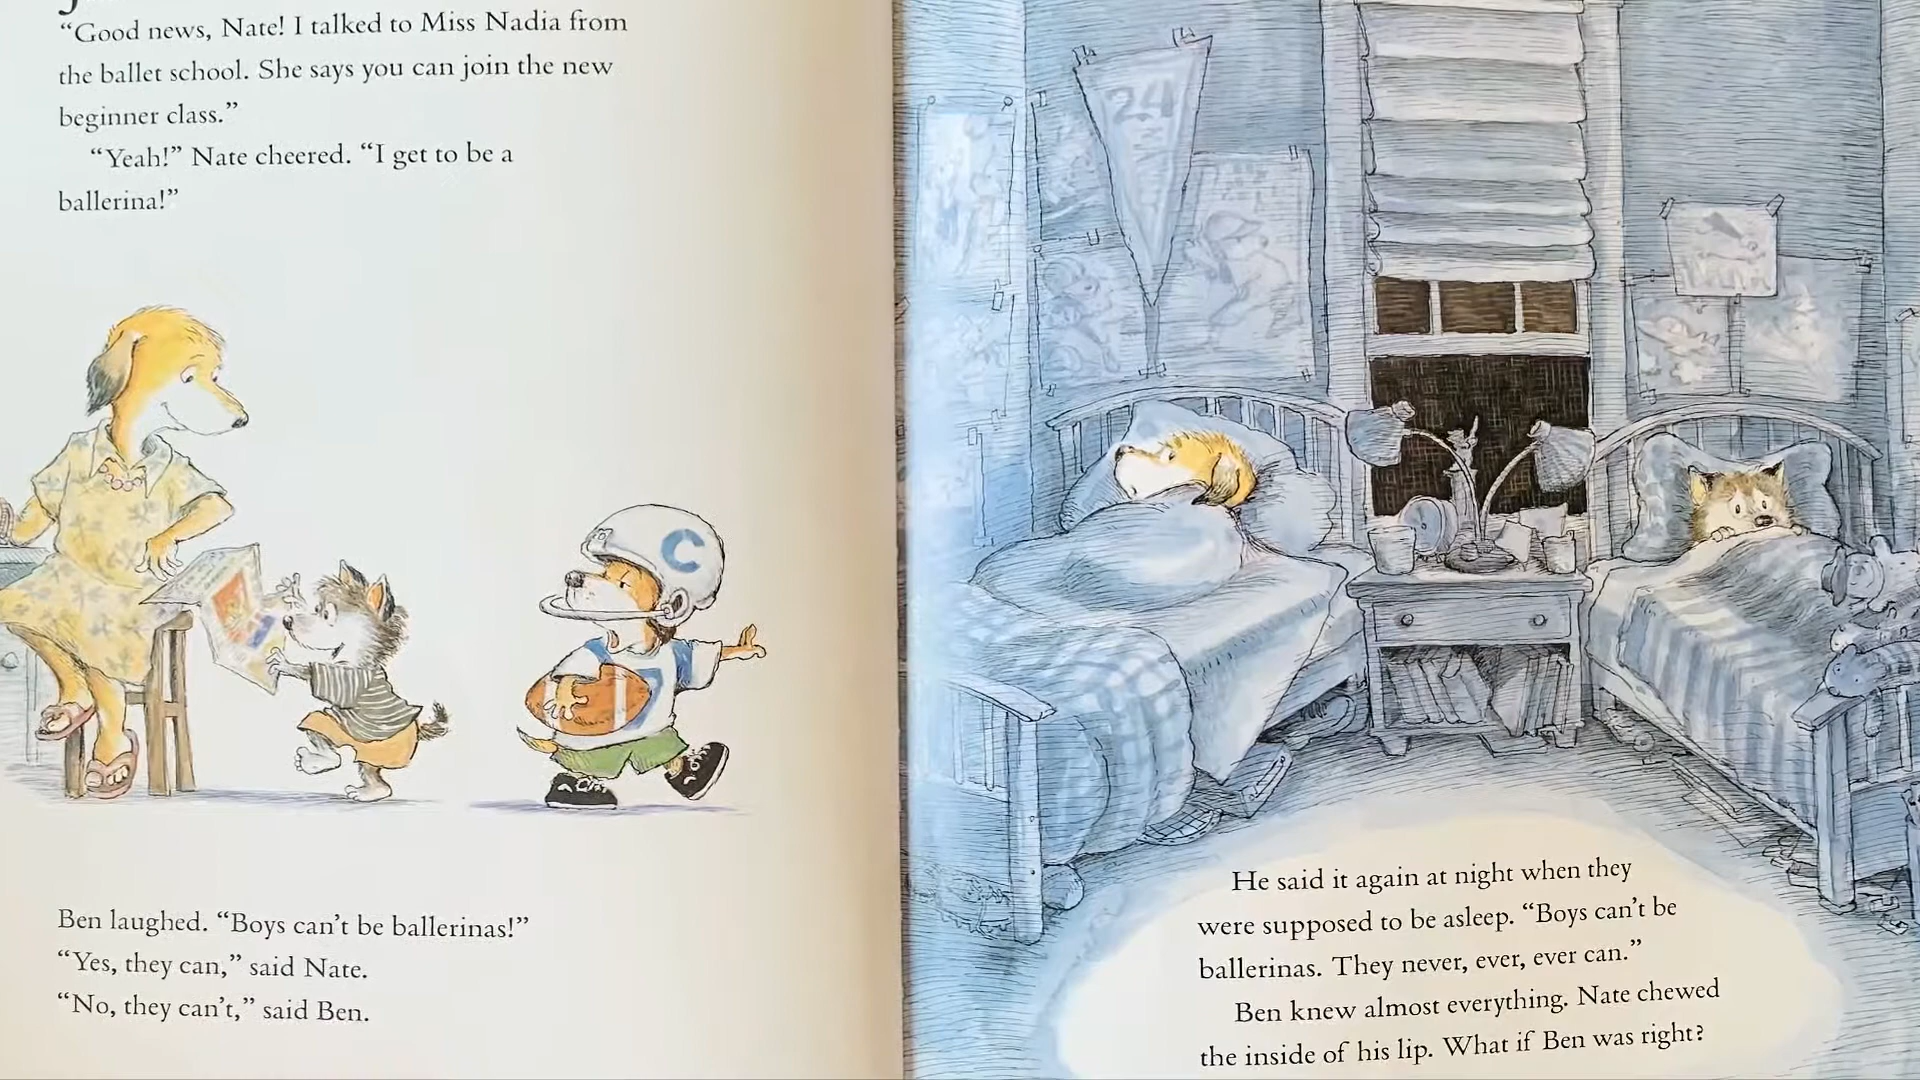 “Good news, Nate! I talked to Miss Nadia from
the ballet school. She says you can join the new
beginner class.”
“Yeah!” Nate cheered. “I get to be a
ballerina!”
C
17
Ben laughed. “Boys can’t be ballerinas!”
“Yes, they can,” said Nate.
“No, they can’t,” said Ben.
24
He said it again at night when they
were supposed to be asleep. “Boys can’t be
ballerinas. They never, ever, ever can.”
Ben knew almost everything. Nate chewed
the inside of his lip. What if Ben was right?